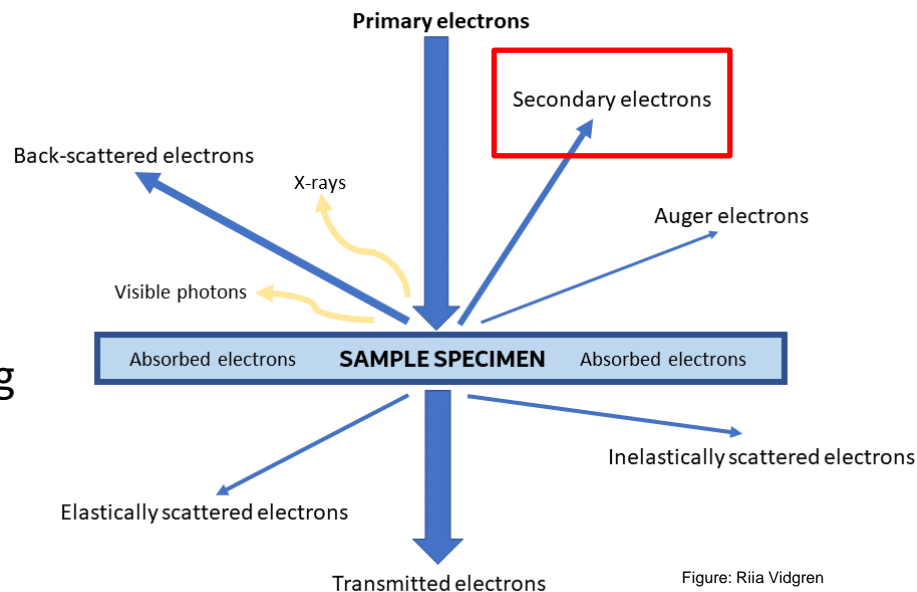 Primary electrons
Secondary electrons
Back-scattered electrons
X-rays
Auger electrons
Visible photons
Absorbed electrons SAMPLE SPECIMEN Absorbed electrons
g
Inelastically scattered electrons
Elastically scattered electrons
Transmitted electrons
Figure: Riia Vidgren